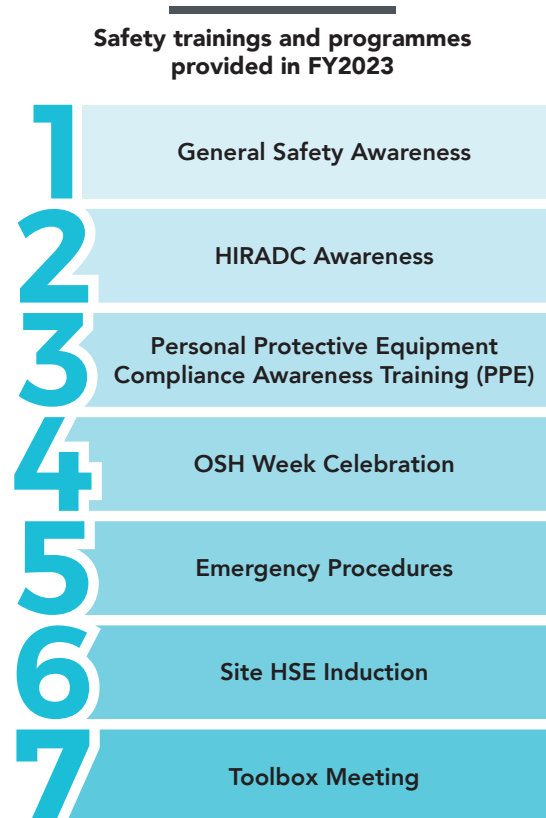 Safety trainings and programmes
provided in FY2023
1
General Safety Awareness
2
HIRADC Awareness
3
Personal Protective Equipment
Compliance Awareness Training (PPE)
4
OSH Week Celebration
5
Emergency Procedures
6
Site HSE Induction
7
Toolbox Meeting